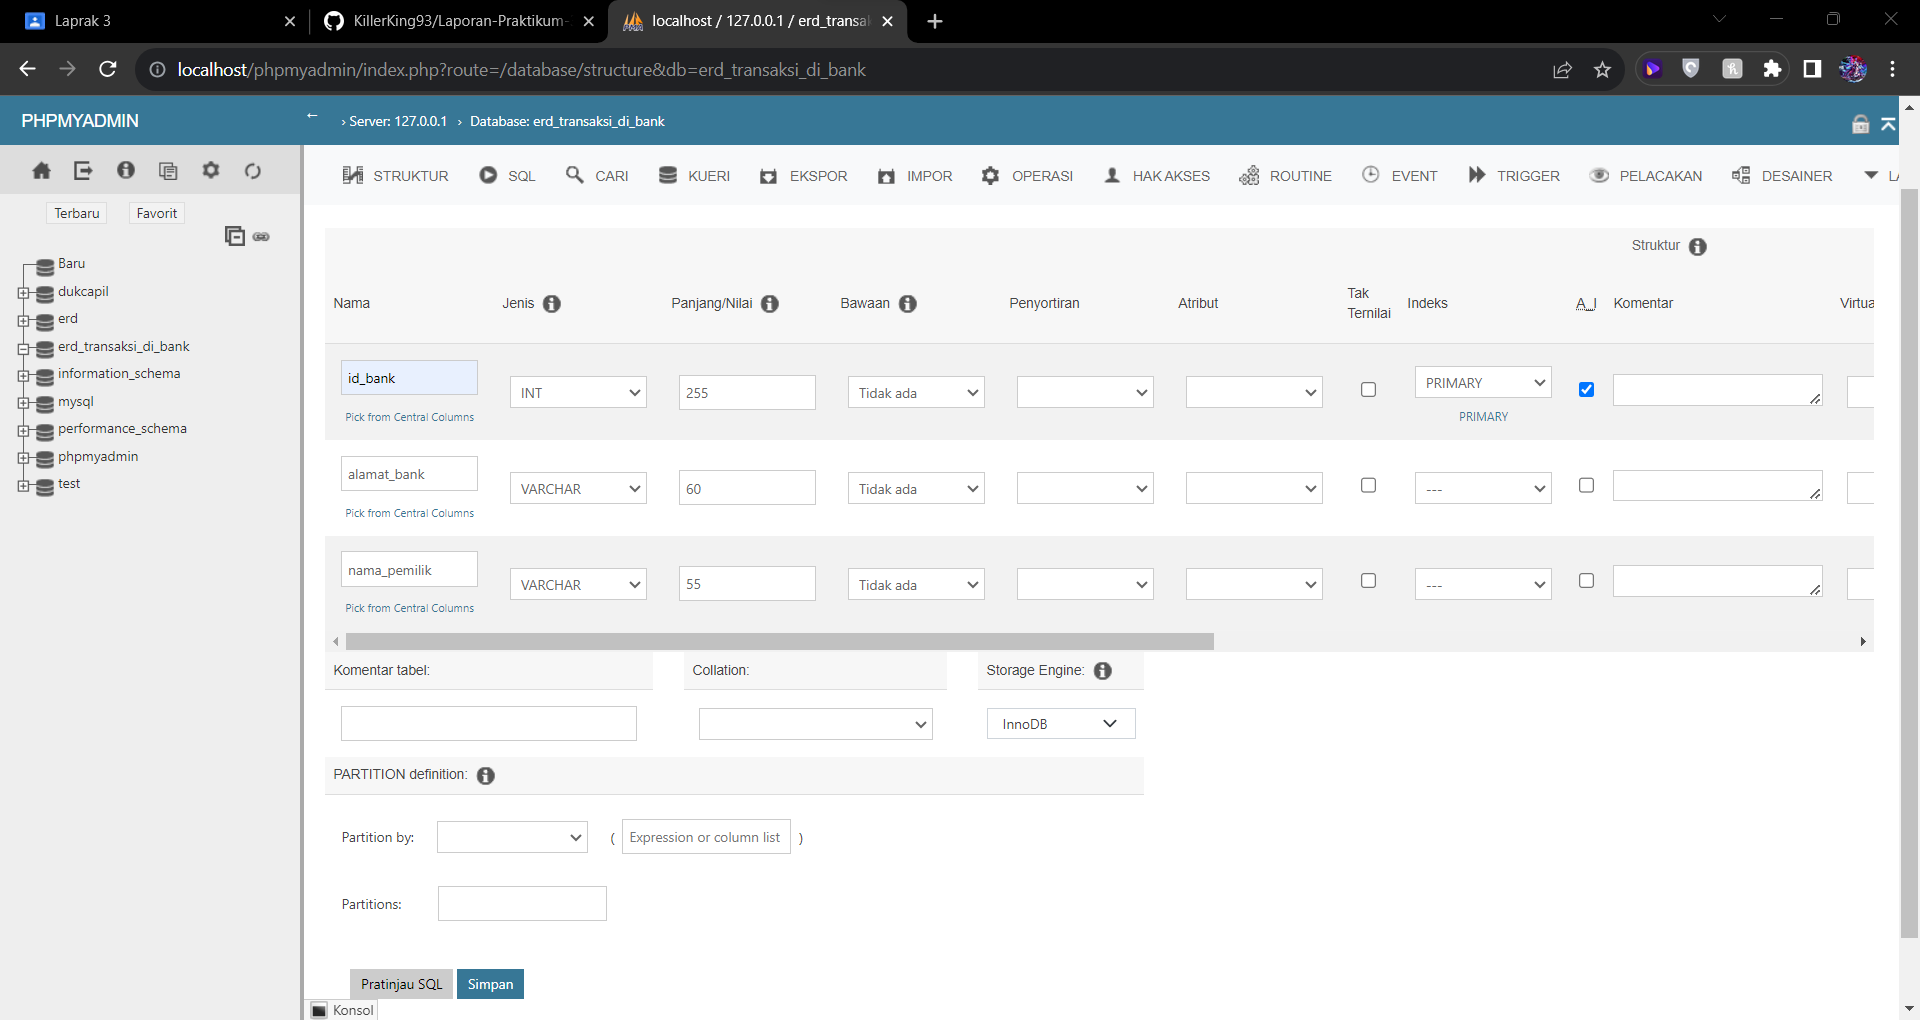 Laprak 3
KillerKing93/Laporan-Praktikum-
localhost / 127.0.0.1 / erd_transak
localhost/phpmyadmin/index.php?route=/database/structure&db=erd_transaksi_di_bank
PHPMYADMIN
← › Server: 127.0.0.1 › Database: erd_transaksi_di_bank
STRUKTUR SQL CARI KUERI EKSPOR IMPOR OPERASI HAK AKSES ROUTINE EVENT TRIGGER PELACAKAN DESAINER LA
Terbaru Favorit
Baru
dukcapil
erd
erd_transaksi_di_bank
information_schema
mysql
performance_schema
phpmyadmin
test
Struktur
Nama Jenis Panjang/Nilai Bawaan Penyortiran Atribut Tak Ternilai Indeks A_I Komentar Virtua
id_bank INT 255 Tidak ada PRIMARY
Pick from Central Columns PRIMARY
alamat_bank VARCHAR 60 Tidak ada ---
Pick from Central Columns
nama_pemilik VARCHAR 55 Tidak ada ---
Pick from Central Columns
Komentar tabel: Collation: Storage Engine:
InnoDB
PARTITION definition:
Partition by: ( Expression or column list )
Partitions:
Pratinjau SQL Simpan
Konsol